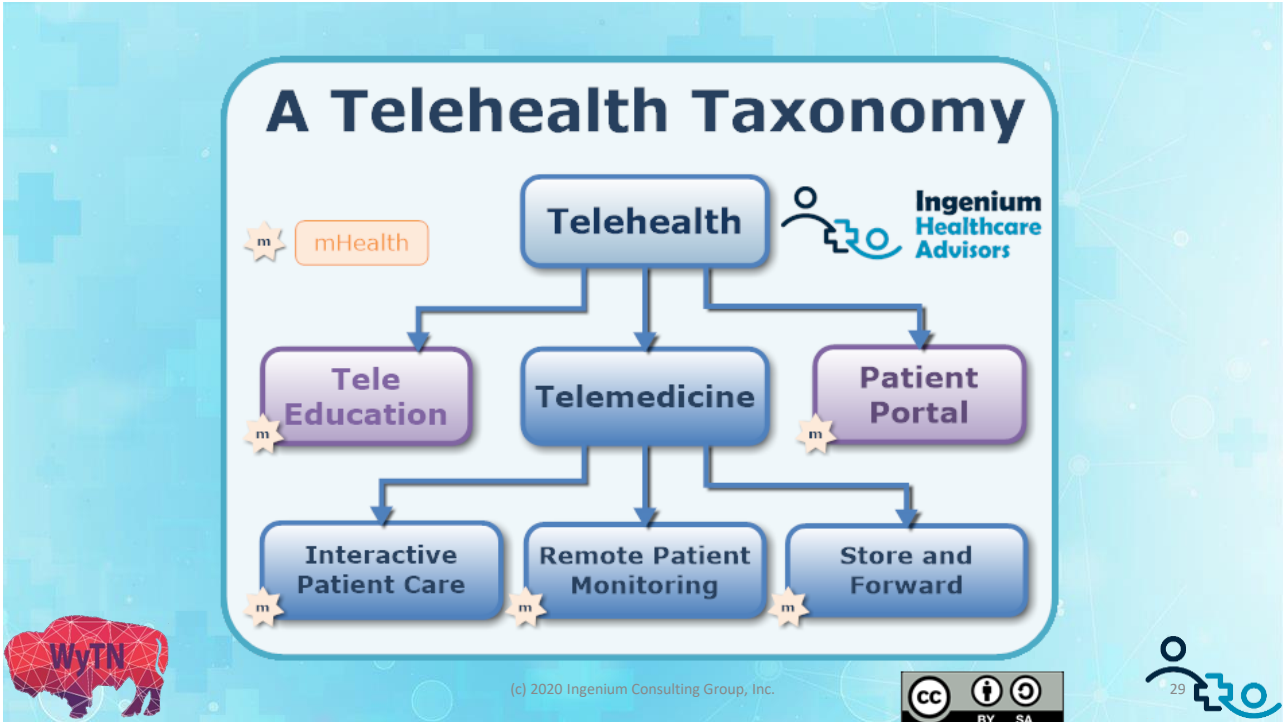 A Telehealth Taxonomy
Telehealth
Ingenium
Healthcare
Advisors
m
mHealth
Tele
Education
m
Telemedicine
Patient
Portal
m
Interactive
Patient Care
m
Remote Patient
Monitoring
m
Store and
Forward
m
WyTN
(c) 2020 Ingenium Consulting Group, Inc.
cc
BY SA
29